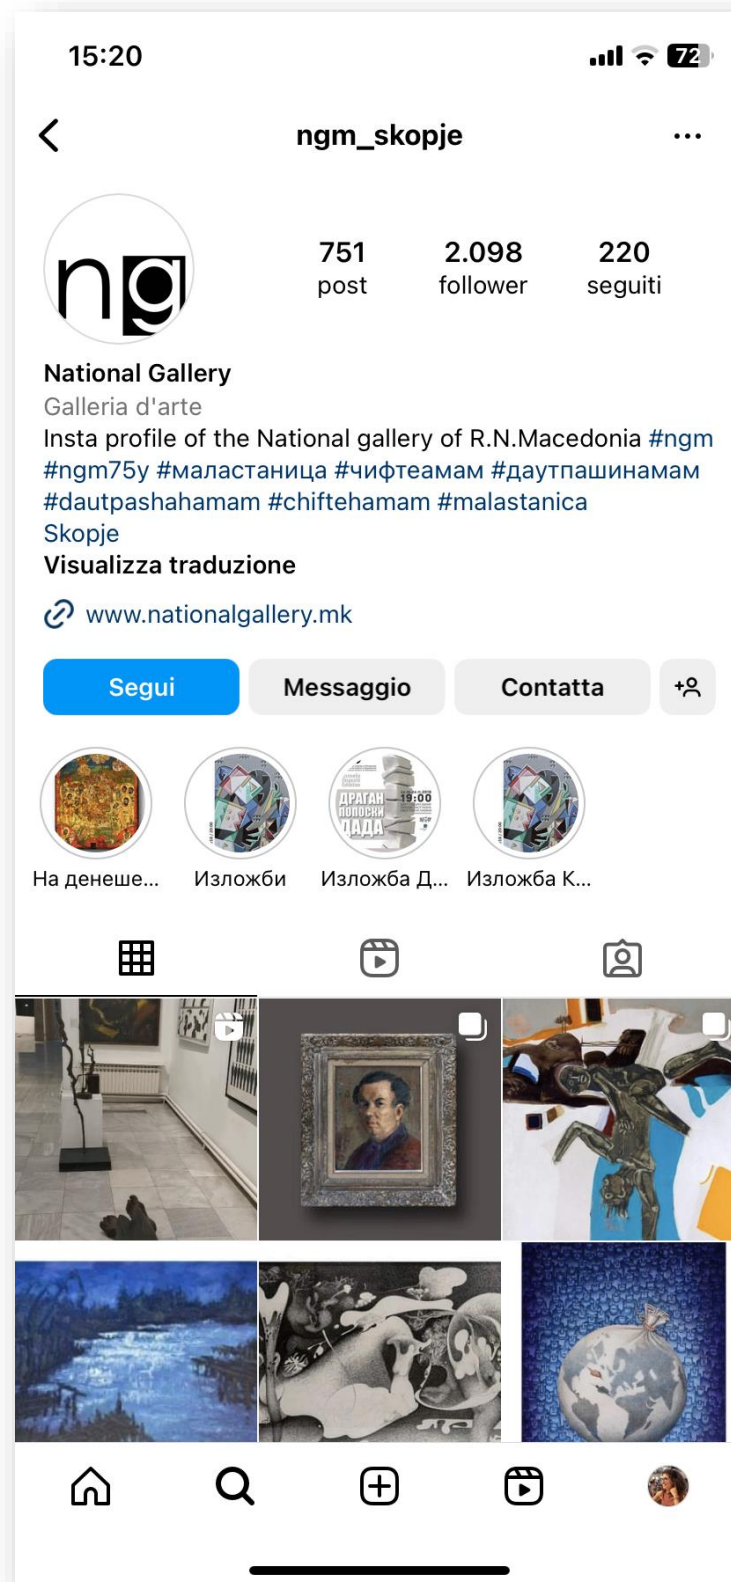 15:20
72
ngm_skopje
ng
751
2.098
220
post
follower
seguiti
National Gallery
Galleria d'arte
Insta profile of the National gallery of R.N.Macedonia #ngm
#ngm75y #маластаница #чифтеамам #даутпашинамам
#dautpashahamam #chiftehamam #malastanica
Skopje
Visualizza traduzione
www.nationalgallery.mk
Segui
Messaggio
Contatta
ДРАГАН
ПОПОСКИ
ДАДА
19:00
На денеше...
Изложби
Изложба Д...
Изложба К...